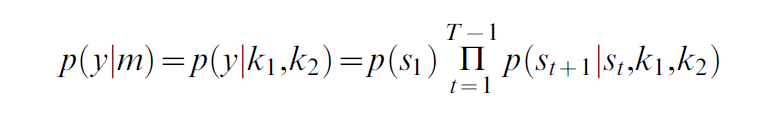 p(y|m)=p(y|k₁,k₂)=p(s₁) ∏_{t=1}^{T−1} p(s_{t+1}|s_t,k₁,k₂)